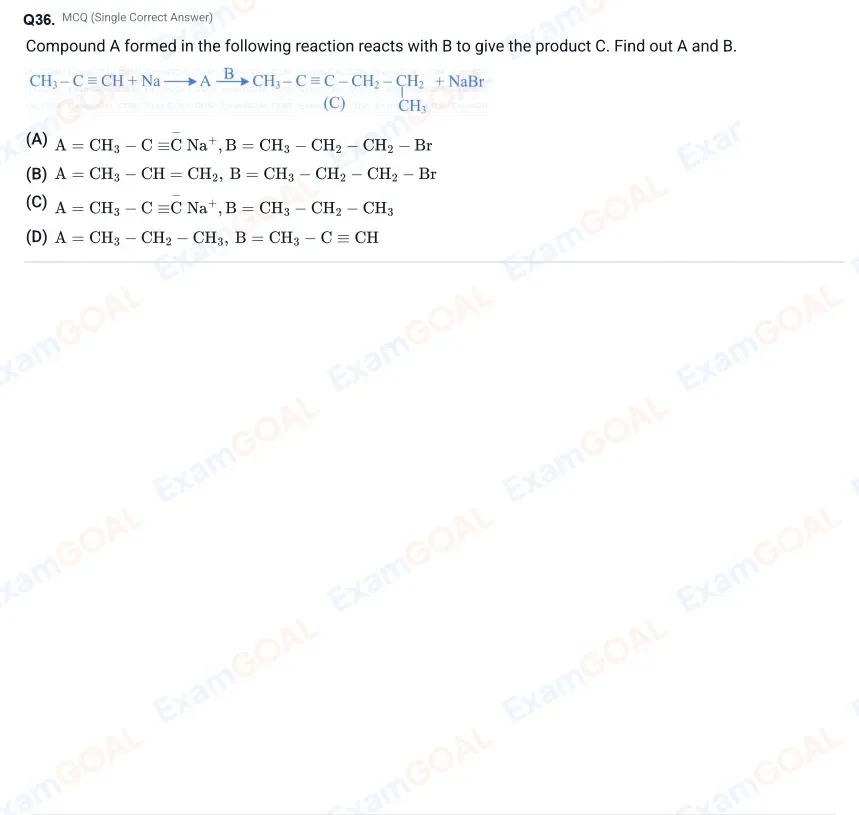 Q36. MCQ (Single Correct Answer)
Compound A formed in the following reaction reacts with B to give the product C. Find out A and B.
CH₃ – C ≡ CH + Na ⟶ A —B→ CH₃ – C ≡ C – CH₂ – CH₂ + NaBr
(C) CH₃
(A) A = CH₃ − C ≡C̄ Na⁺, B = CH₃ − CH₂ − CH₂ − Br
(B) A = CH₃ − CH = CH₂, B = CH₃ − CH₂ − CH₂ − Br
(C) A = CH₃ − C ≡C̄ Na⁺, B = CH₃ − CH₂ − CH₃
(D) A = CH₃ − CH₂ − CH₃, B = CH₃ − C ≡ CH
ExamGOAL